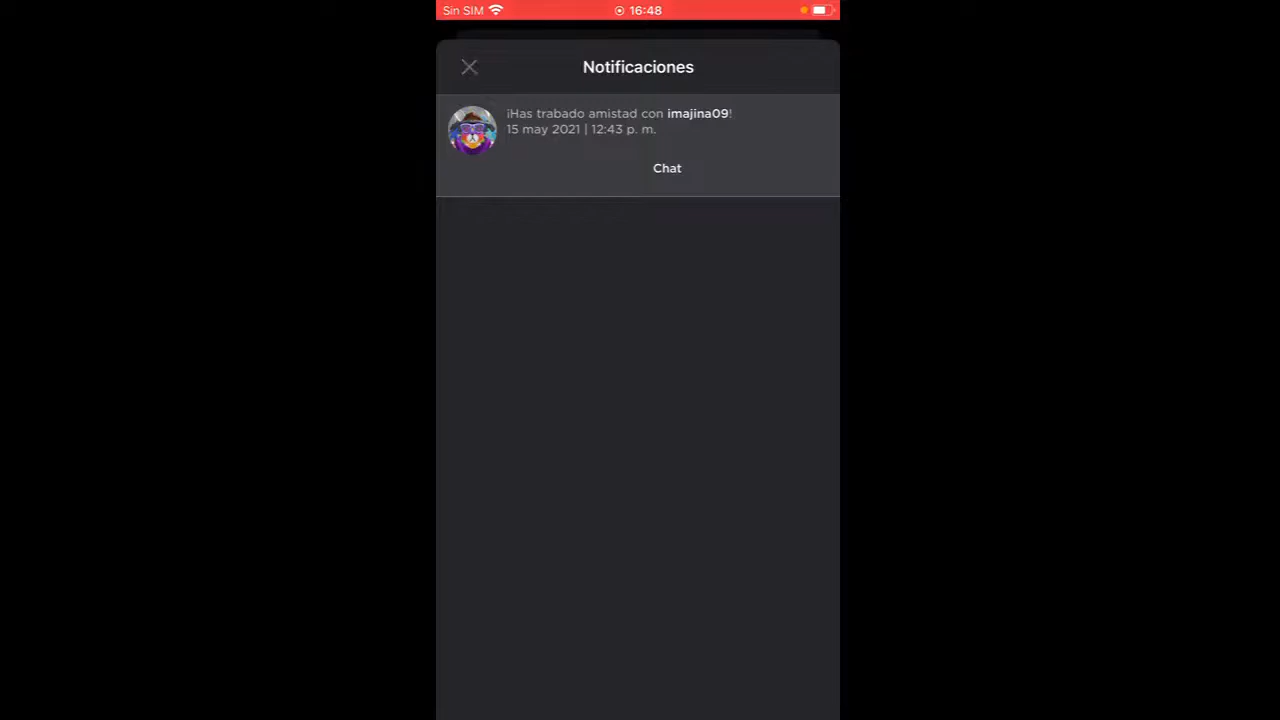 Sin SIM
16:48
Notificaciones
¡Has trabado amistad con imajina09!
15 may 2021 | 12:43 p. m.
Chat